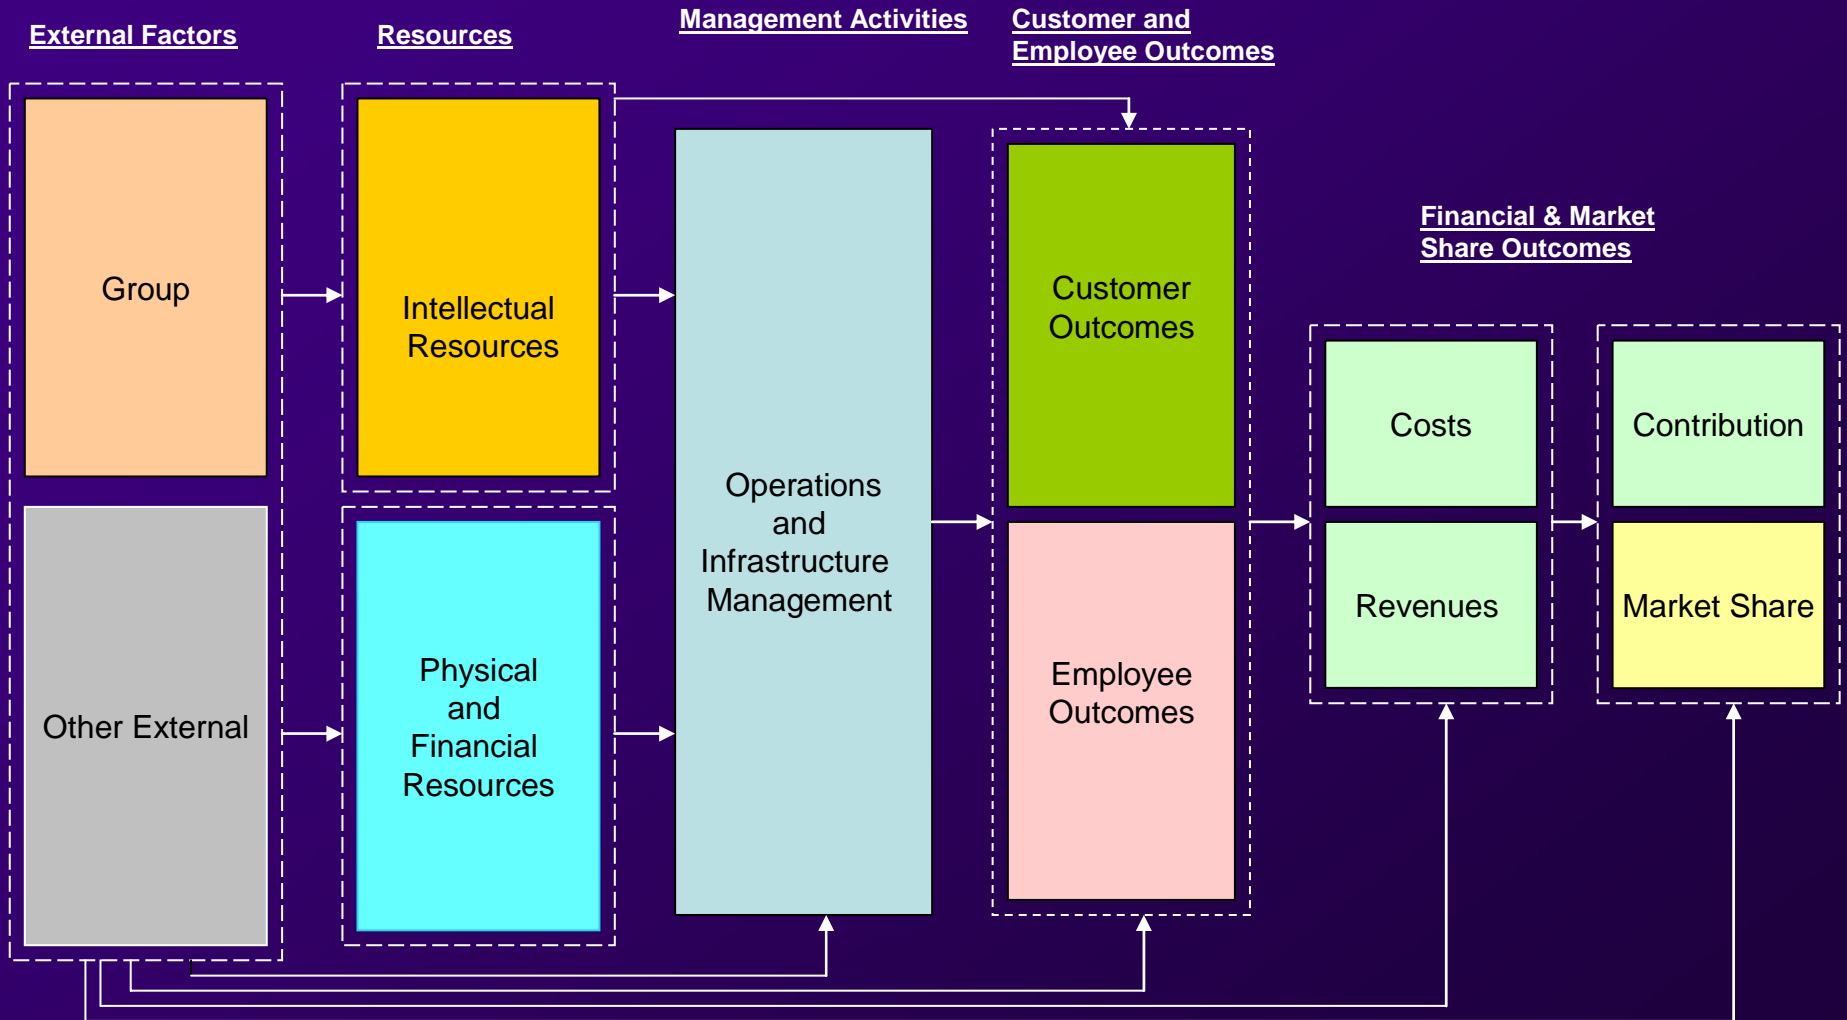 External Factors
Resources
Management Activities
Customer and
Employee Outcomes
Financial & Market
Share Outcomes
Group
Other External
Intellectual
Resources
Physical
and
Financial
Resources
Operations
and
Infrastructure
Management
Customer
Outcomes
Employee
Outcomes
Costs
Revenues
Contribution
Market Share